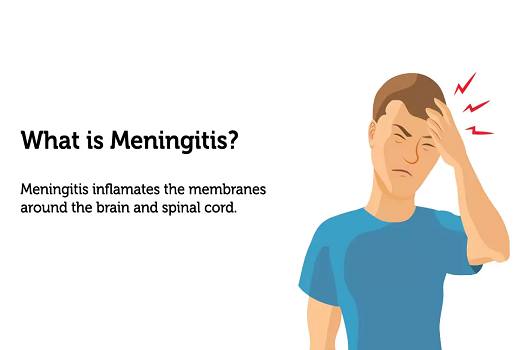 What is Meningitis?
Meningitis inflamates the membranes
around the brain and spinal cord.